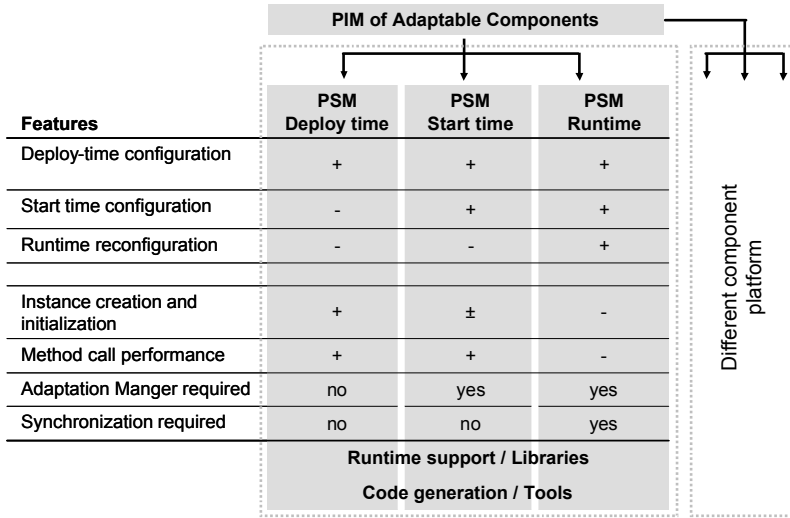 PIM of Adaptable Components
Features
PSM
Deploy time
PSM
Start time
PSM
Runtime
Deploy-time configuration + + +
Start time configuration - + +
Runtime reconfiguration - - +
Instance creation and
initialization + ± -
Method call performance + + -
Adaptation Manger required no yes yes
Synchronization required no no yes
Runtime support / Libraries
Code generation / Tools
Different component
platform